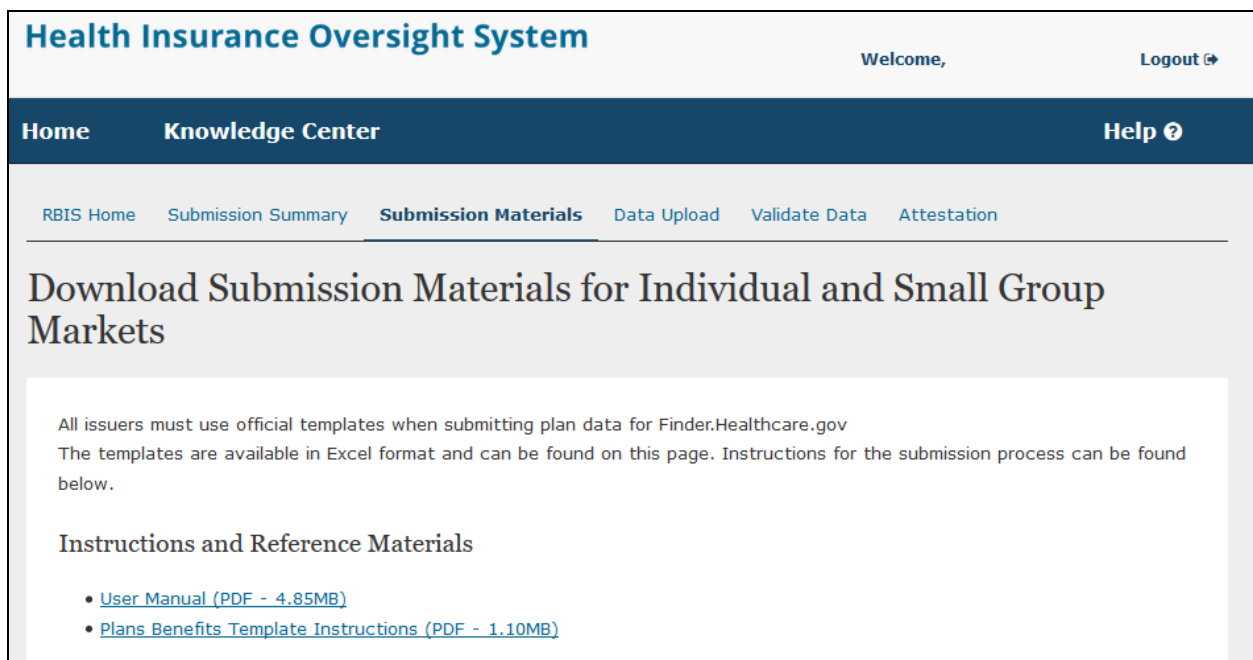 Health Insurance Oversight System
Welcome,
Logout
Home Knowledge Center Help
RBIS Home Submission Summary Submission Materials Data Upload Validate Data Attestation
Download Submission Materials for Individual and Small Group
Markets
All issuers must use official templates when submitting plan data for Finder.Healthcare.gov
The templates are available in Excel format and can be found on this page. Instructions for the submission process can be found
below.
Instructions and Reference Materials
• User Manual (PDF - 4.85MB)
• Plans Benefits Template Instructions (PDF - 1.10MB)